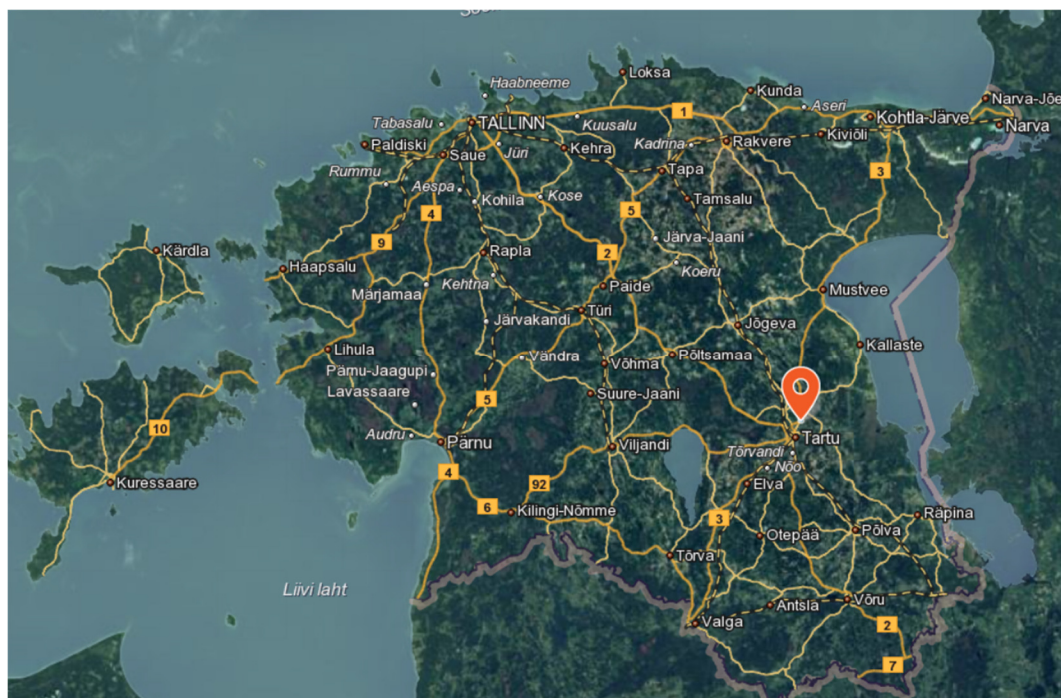 Soo
Loksa
Haabneeme
Kunda
Narva-Jõe
Aseri
1
Tabasalu
TALLINN
Kuusalu
Kohtla-Järve
Narva
Paldiski
Saue
Jüri
Kehra
Kadrina
Rakvere
Kiviõli
Rummu
Aespa
Kohila
Kose
Tapa
Tamsalu
3
4
5
9
Järva-Jaani
Kärdla
Rapla
2
Koeru
Haapsalu
Märjamaa
Kehtna
Paide
Mustvee
Türi
Järvakandi
Jõgeva
Lihula
Vändra
Võhma
Põltsamaa
Kallaste
Pärnu-Jaagupi
Lavassaare
5
Suure-Jaani
10
Audru
Pärnu
Viljandi
Tartu
Tõrvandi
Nõo
4
92
Elva
Kuressaare
6
Kilingi-Nõmme
3
Räpina
Otepää
Põlva
Tõrva
Liivi laht
Antsla
Võru
Valga
2
7